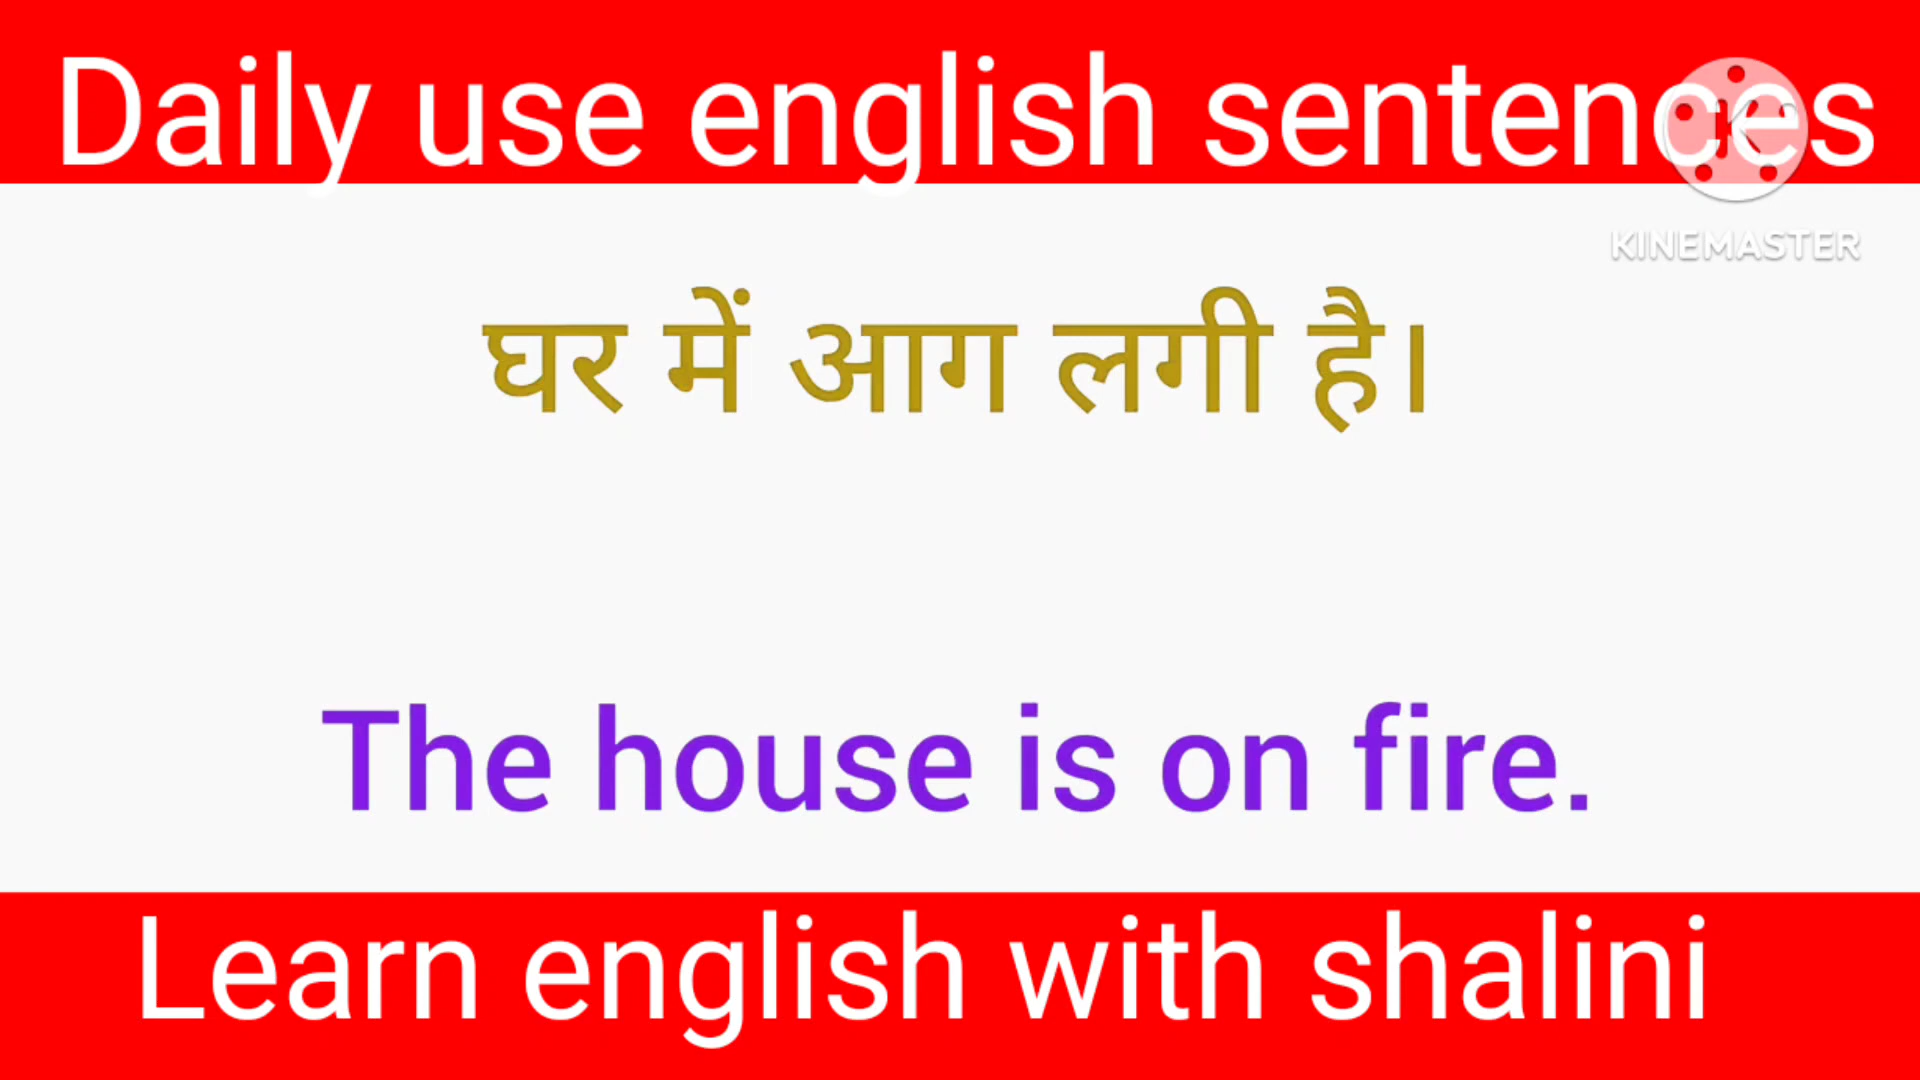 Daily use english sentences
KINEMASTER
घर में आग लगी है।
The house is on fire.
Learn english with shalini